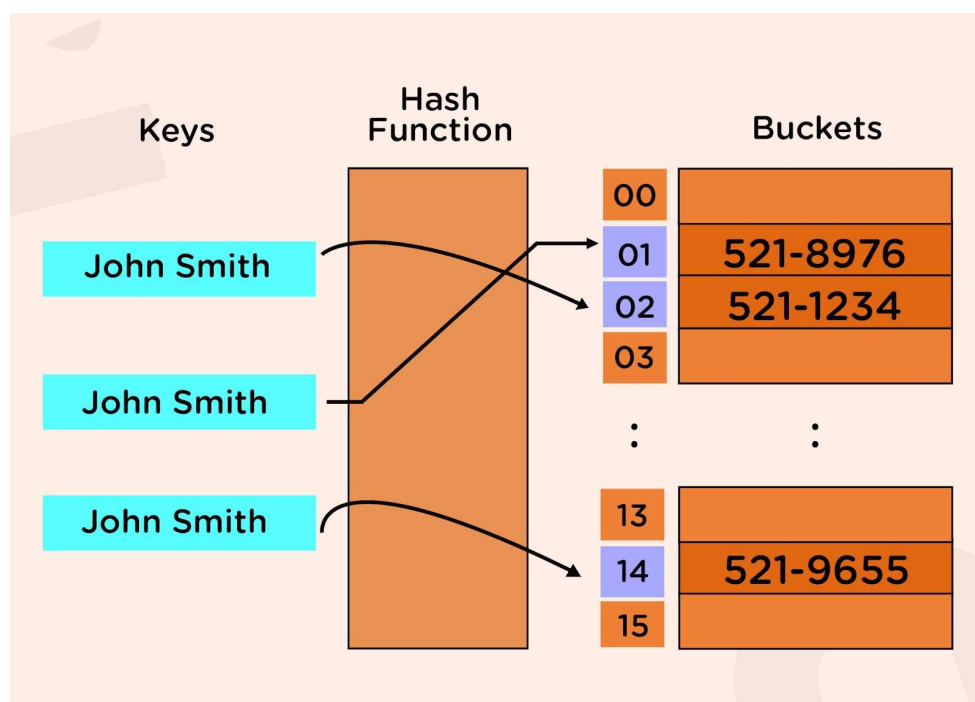 Keys
Hash
Function
Buckets
John Smith
John Smith
John Smith
00
01
02
03
:
13
14
15
521-8976
521-1234
:
521-9655